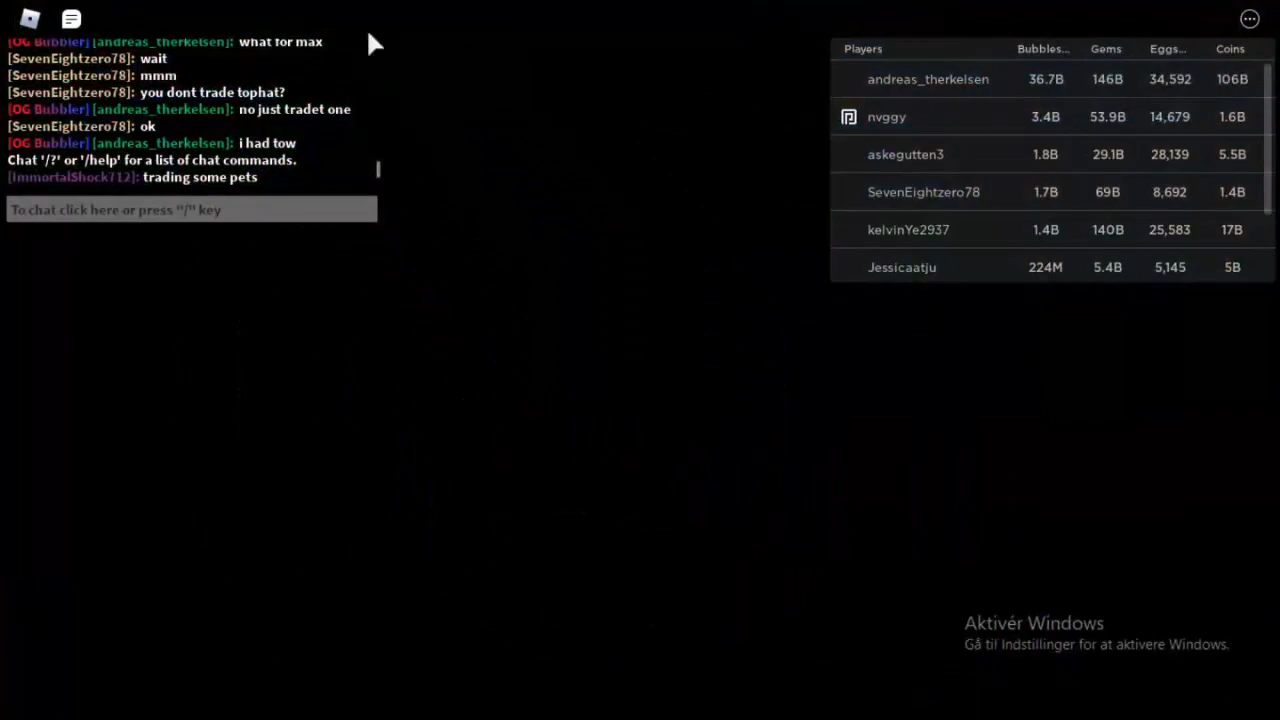 [OG Bubbler] [andreas_therkelsen]: what for max
[SevenEightzero78]: wait
[SevenEightzero78]: mmm
[SevenEightzero78]: you dont trade tophat?
[OG Bubbler] [andreas_therkelsen]: no just tradet one
[SevenEightzero78]: ok
[OG Bubbler] [andreas_therkelsen]: i had tow
Chat '/?' or '/help' for a list of chat commands.
[ImmortalShock712]: trading some pets
To chat click here or press "/" key
Players Bubbles... Gems Eggs... Coins
andreas_therkelsen 36.7B 146B 34,592 106B
nvggy 3.4B 53.9B 14,679 1.6B
askegutten3 1.8B 29.1B 28,139 5.5B
SevenEightzero78 1.7B 69B 8,692 1.4B
kelvinYe2937 1.4B 140B 25,583 17B
Jessicaatju 224M 5.4B 5,145 5B
Aktivér Windows
Gå til Indstillinger for at aktivere Windows.